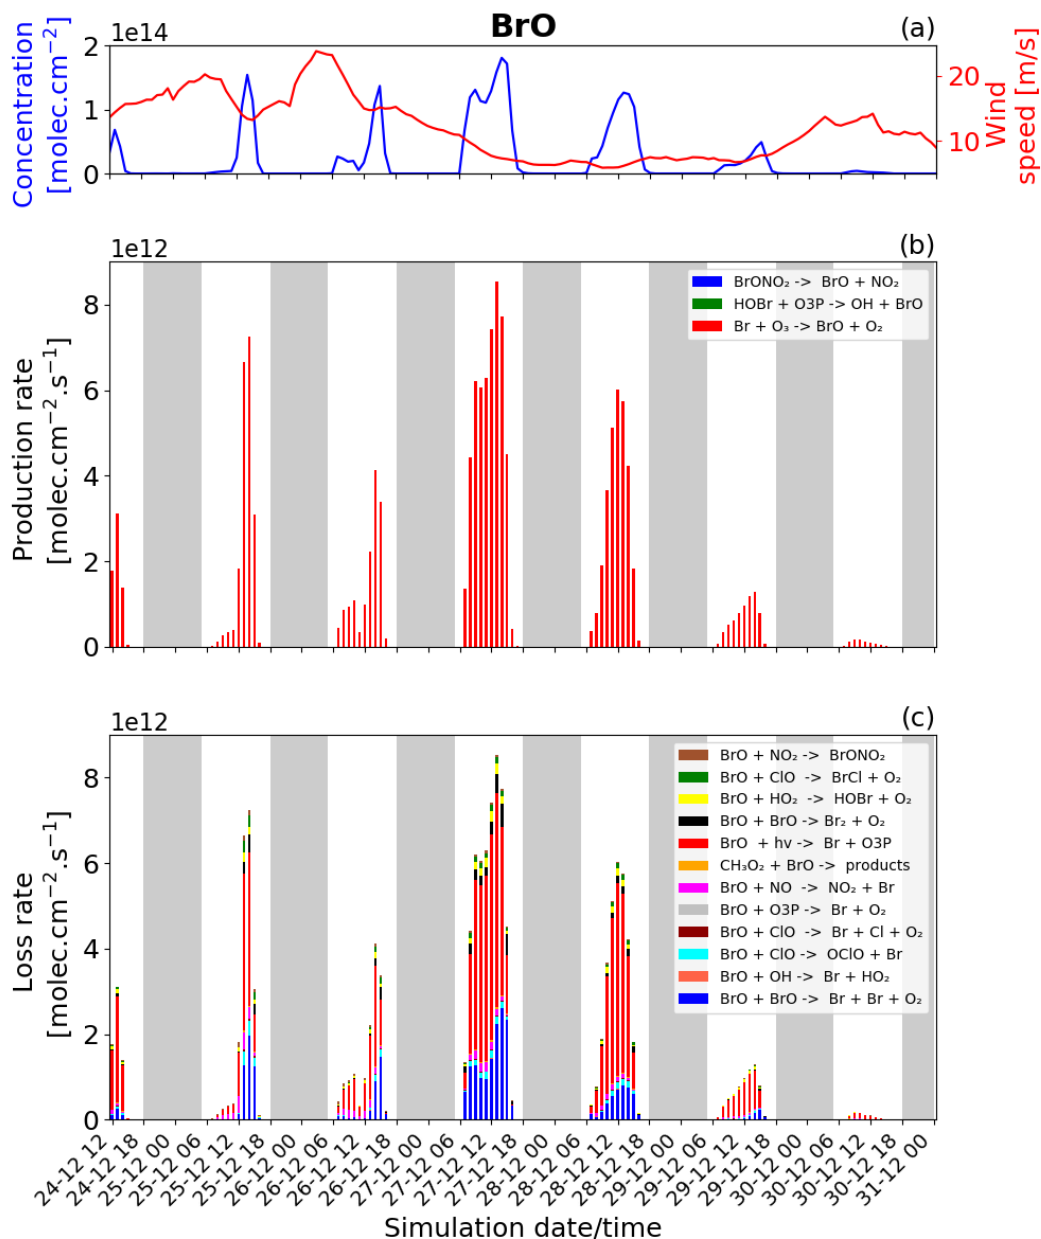 BrO
(a)
1e14
Concentration
[molec.cm⁻²]
2
1
0
20
10
Wind
speed [m/s]
(b)
1e12
Production rate
[molec.cm⁻².s⁻¹]
8
6
4
2
0
BrONO₂ -> BrO + NO₂
HOBr + O3P -> OH + BrO
Br + O₃ -> BrO + O₂
(c)
1e12
Loss rate
[molec.cm⁻².s⁻¹]
8
6
4
2
0
BrO + NO₂ -> BrONO₂
BrO + ClO -> BrCl + O₂
BrO + HO₂ -> HOBr + O₂
BrO + BrO -> Br₂ + O₂
BrO + hv -> Br + O3P
CH₃O₂ + BrO -> products
BrO + NO -> NO₂ + Br
BrO + O3P -> Br + O₂
BrO + ClO -> Br + Cl + O₂
BrO + ClO -> OClO + Br
BrO + OH -> Br + HO₂
BrO + BrO -> Br + Br + O₂
24-12 12
24-12 18
25-12 00
25-12 06
25-12 12
25-12 18
26-12 00
26-12 06
26-12 12
26-12 18
27-12 00
27-12 06
27-12 12
27-12 18
28-12 00
28-12 06
28-12 12
28-12 18
29-12 00
29-12 06
29-12 12
29-12 18
30-12 00
30-12 06
30-12 12
30-12 18
31-12 00
Simulation date/time